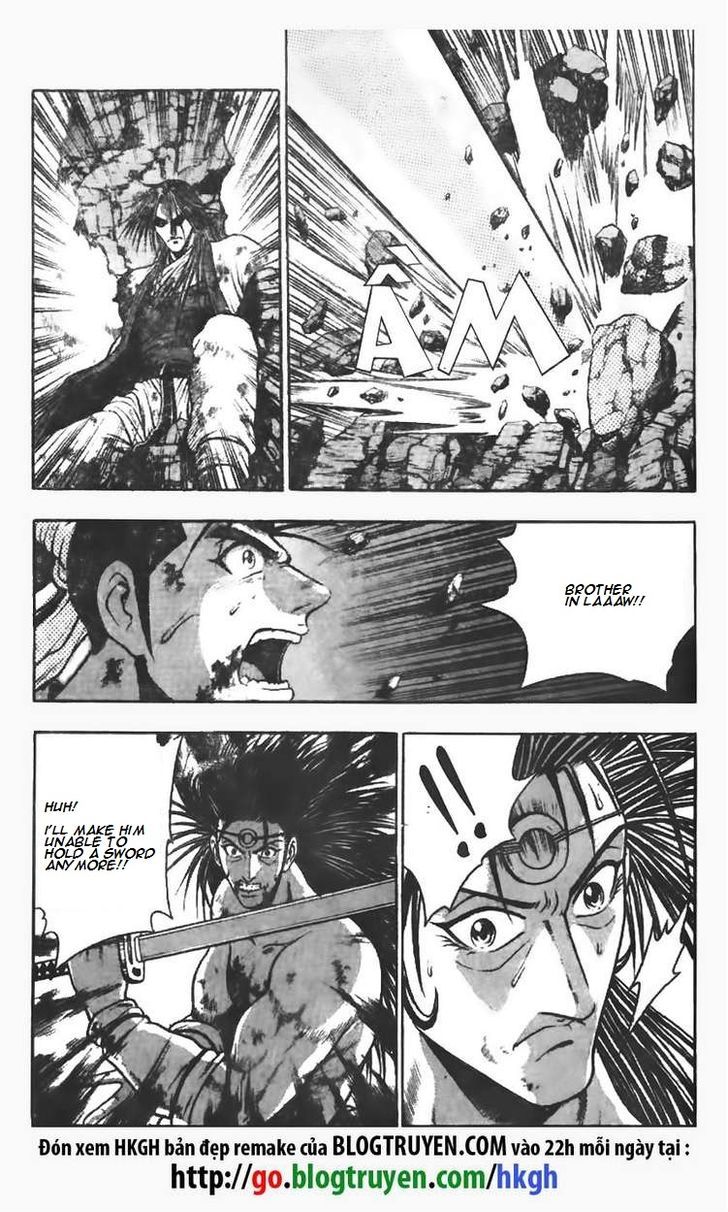 ẦM
BROTHER
IN LAAAW!!
HUH!
I'LL MAKE HIM
UNABLE TO
HOLD A SWORD
ANYMORE!!
!!
Đón xem HKGH bản đẹp remake của BLOGTRUYEN.COM vào 22h mỗi ngày tại :
http://go.blogtruyen.com/hkgh